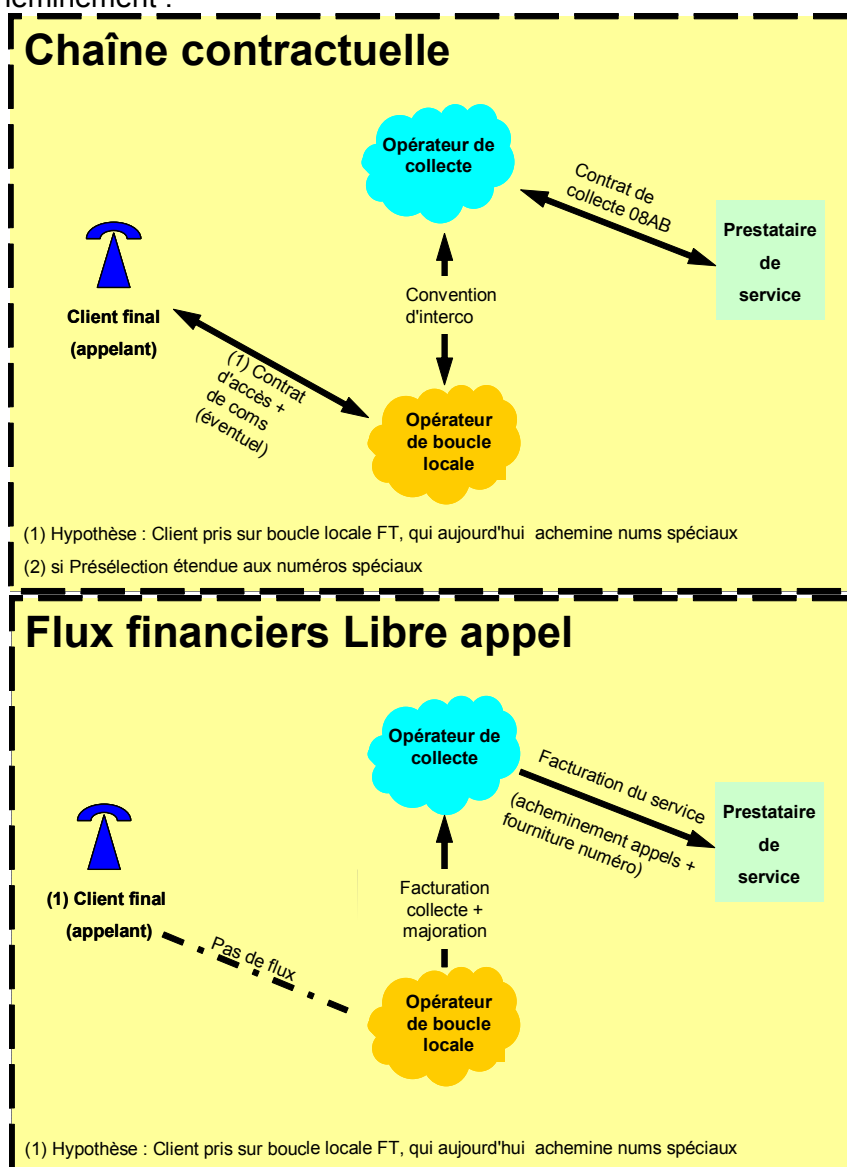 heminement :
Chaîne contractuelle
Opérateur de
collecte
Contrat de
collecte 08AB
Prestataire
de
service
Client final
(appelant)
Convention
d'interco
(1) Contrat
d'accès +
de coms
(éventuel)
Opérateur
de boucle
locale
(1) Hypothèse : Client pris sur boucle locale FT, qui aujourd'hui achemine nums spéciaux
(2) si Présélection étendue aux numéros spéciaux
Flux financiers Libre appel
Opérateur de
collecte
Facturation du service
(acheminement appels +
fourniture numéro)
Prestataire
de
service
(1) Client final
(appelant)
Facturation
collecte +
majoration
Pas de flux
Opérateur
de boucle
locale
(1) Hypothèse : Client pris sur boucle locale FT, qui aujourd'hui achemine nums spéciaux